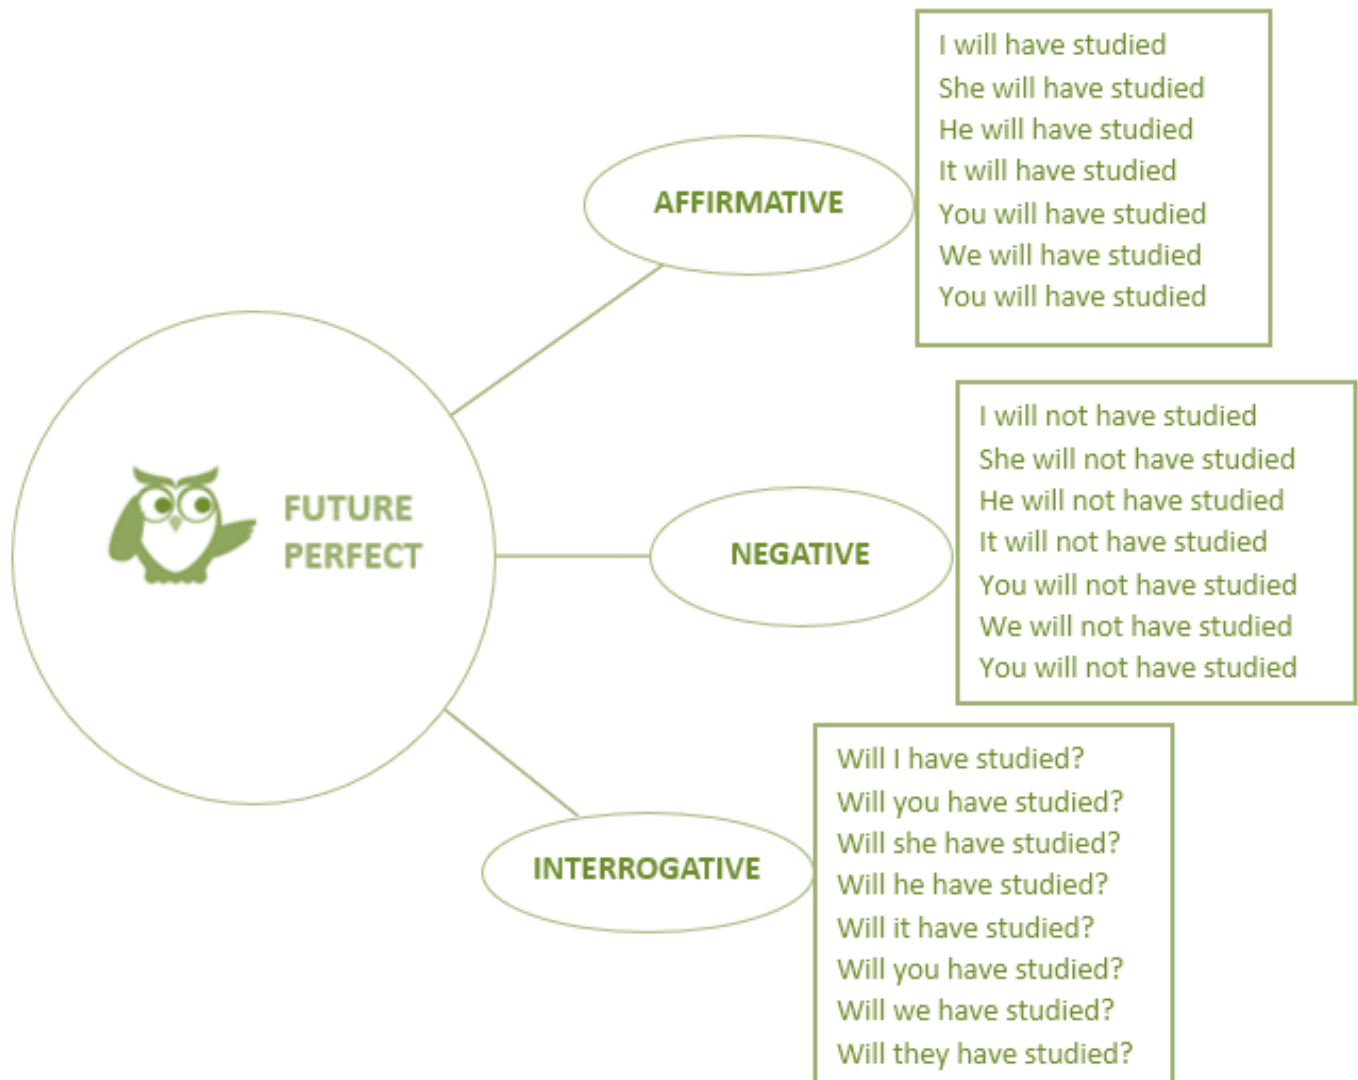 FUTURE
PERFECT
AFFIRMATIVE
I will have studied
She will have studied
He will have studied
It will have studied
You will have studied
We will have studied
You will have studied
NEGATIVE
I will not have studied
She will not have studied
He will not have studied
It will not have studied
You will not have studied
We will not have studied
You will not have studied
INTERROGATIVE
Will I have studied?
Will you have studied?
Will she have studied?
Will he have studied?
Will it have studied?
Will you have studied?
Will we have studied?
Will they have studied?